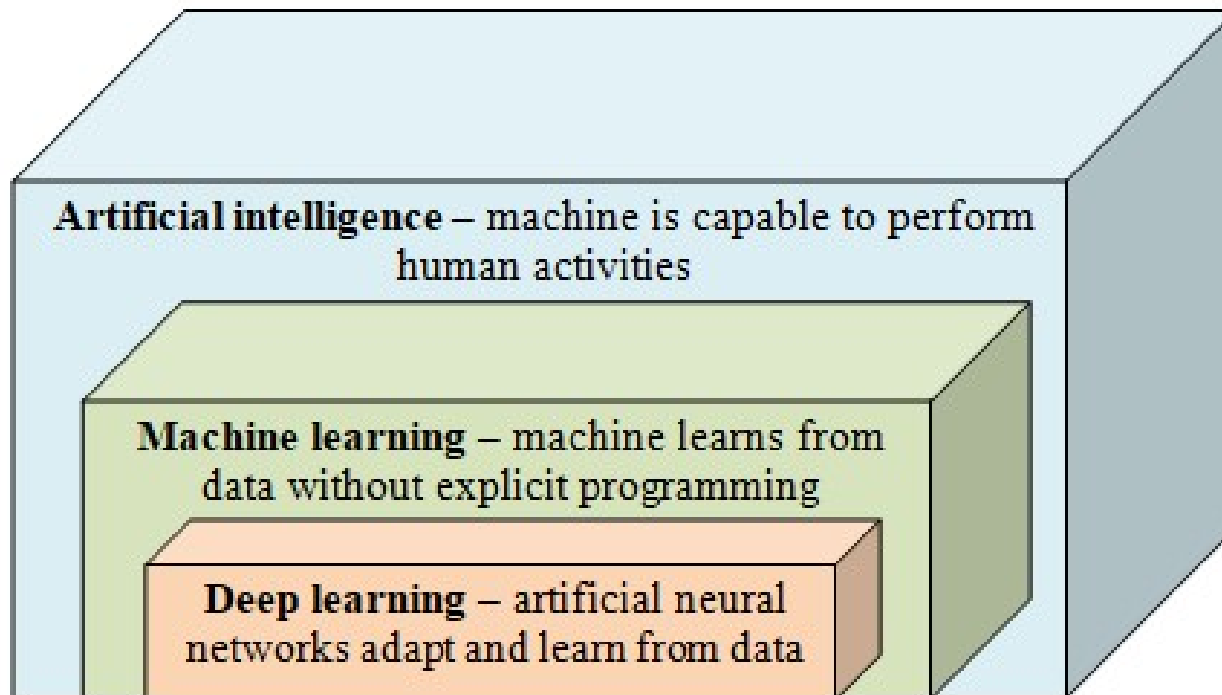 Artificial intelligence – machine is capable to perform
human activities
Machine learning – machine learns from
data without explicit programming
Deep learning – artificial neural
networks adapt and learn from data